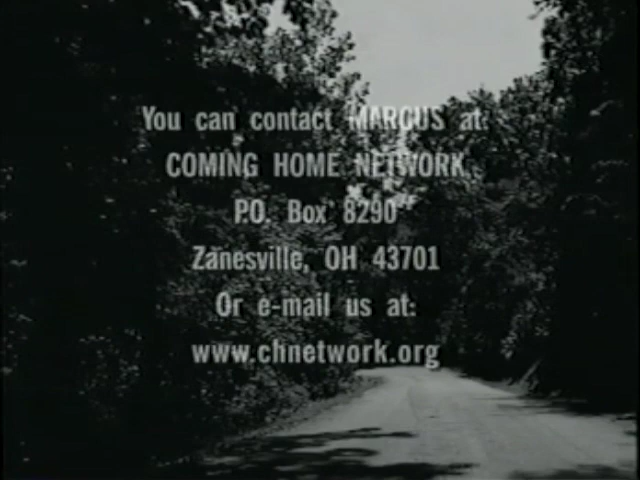 You can contact MARCUS at:
COMING HOME NETWORK
P.O. Box 8290
Zanesville, OH 43701
Or e-mail us at:
www.chnetwork.org